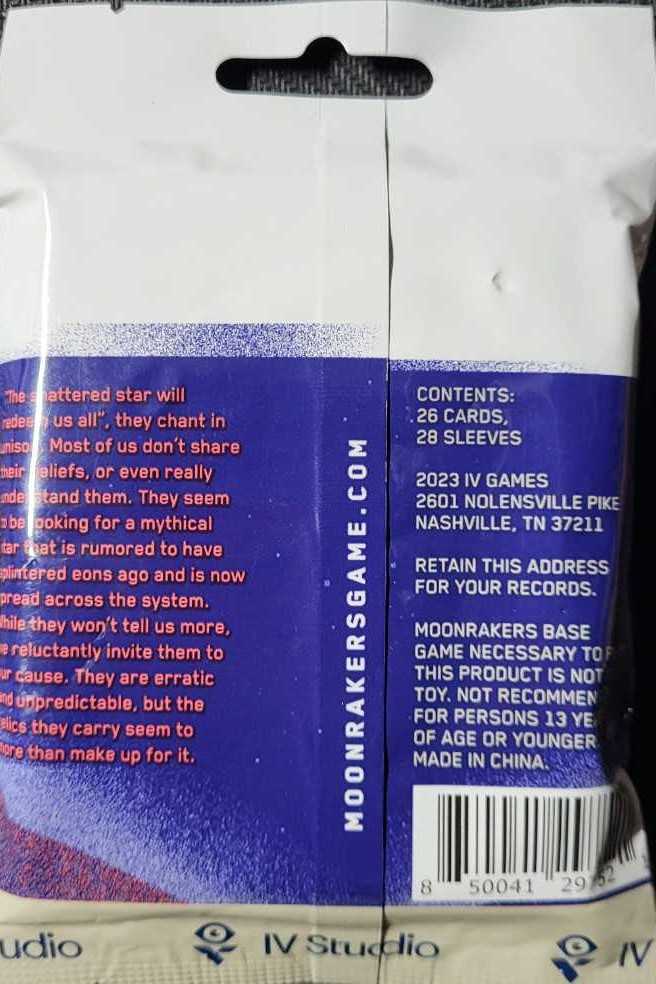 "The shattered star will
redeem us all", they chant in
unison. Most of us don't share
their beliefs, or even really
understand them. They seem
to be looking for a mythical
star that is rumored to have
splintered eons ago and is now
spread across the system.
While they won't tell us more,
we reluctantly invite them to
our cause. They are erratic
and unpredictable, but the
relics they carry seem to
more than make up for it.
MOONRAKERSGAME.COM
CONTENTS:
26 CARDS,
28 SLEEVES
2023 IV GAMES
2601 NOLENSVILLE PIKE
NASHVILLE, TN 37211
RETAIN THIS ADDRESS
FOR YOUR RECORDS.
MOONRAKERS BASE
GAME NECESSARY TO
THIS PRODUCT IS NOT
TOY. NOT RECOMMEN
FOR PERSONS 13 YE
OF AGE OR YOUNGER
MADE IN CHINA.
8 50041 29
udio IV Studio IV